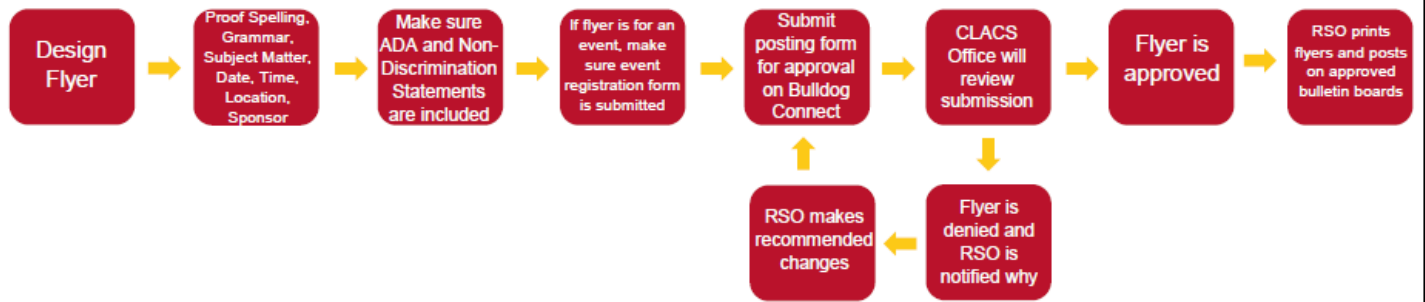 Design
Flyer
Proof Spelling,
Grammar,
Subject Matter,
Date, Time,
Location,
Sponsor
Make sure
ADA and Non-
Discrimination
Statements
are included
If flyer is for an
event, make
sure event
registration form
is submitted
Submit
posting form
for approval
on Bulldog
Connect
CLACS
Office will
review
submission
Flyer is
approved
RSO prints
flyers and posts
on approved
bulletin boards
Flyer is
denied and
RSO is
notified why
RSO makes
recommended
changes